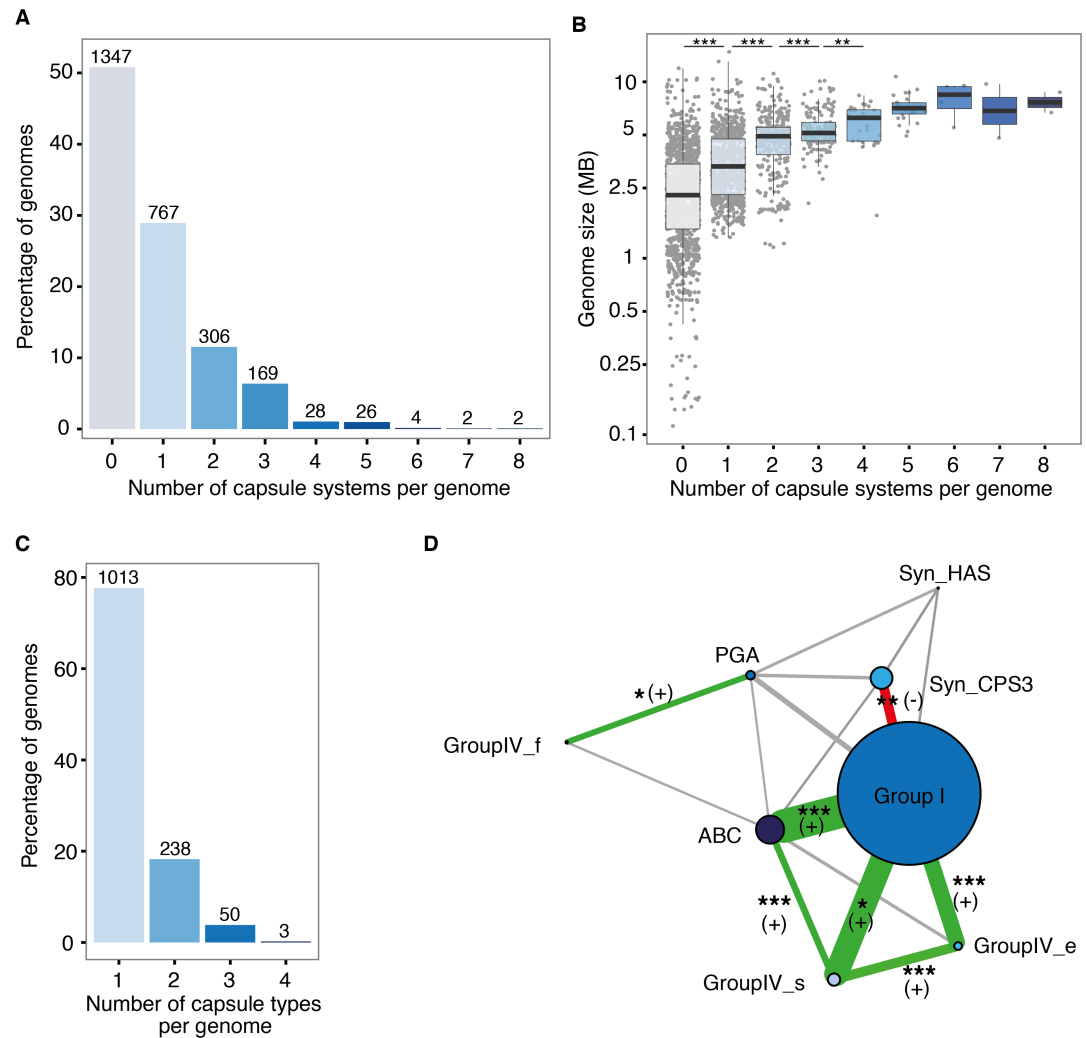 A
1347
767
306
169
28
26
4
2
2
50
40
30
20
10
0
Percentage of genomes
0 1 2 3 4 5 6 7 8
Number of capsule systems per genome
B
*** *** *** **
10
5
2.5
1
0.5
0.25
0.1
Genome size (MB)
0 1 2 3 4 5 6 7 8
Number of capsule systems per genome
C
1013
238
50
3
80
60
40
20
0
Percentage of genomes
1 2 3 4
Number of capsule types
per genome
D
Syn_HAS
PGA
Syn_CPS3
* (+)
** (-)
GroupIV_f
Group I
***
(+)
ABC
***
(+)
*
(+)
***
(+)
GroupIV_e
***
(+)
GroupIV_s